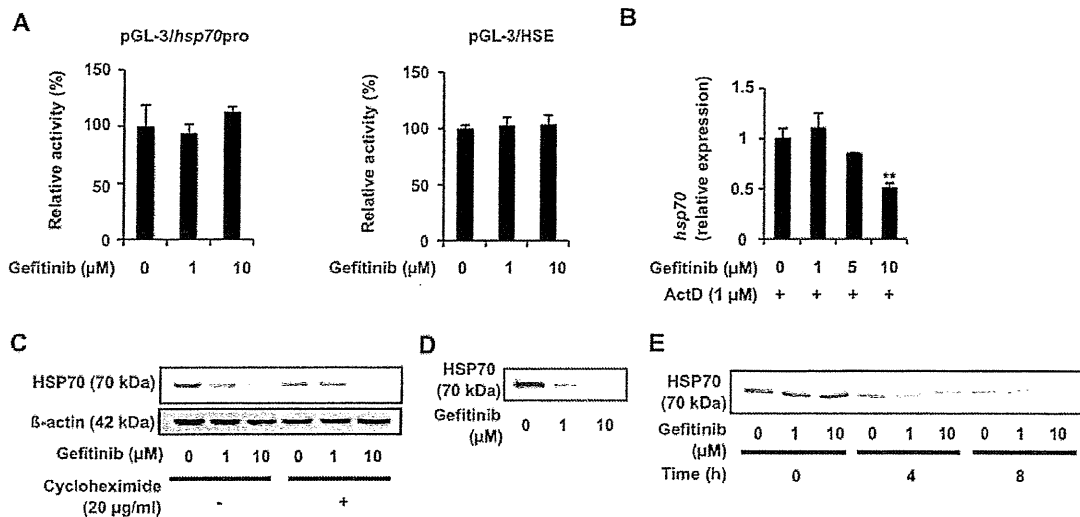 A
pGL-3/hsp70pro
Relative activity (%)
150
100
50
0
Gefitinib (μM) 0 1 10
pGL-3/HSE
Relative activity (%)
150
100
50
0
Gefitinib (μM) 0 1 10
B
hsp70
(relative expression)
1.5
1
0.5
0
**
Gefitinib (μM) 0 1 5 10
ActD (1 μM) + + + +
C
HSP70 (70 kDa)
ß-actin (42 kDa)
Gefitinib (μM) 0 1 10 0 1 10
Cycloheximide
(20 μg/ml) - +
D
HSP70
(70 kDa)
Gefitinib
(μM) 0 1 10
E
HSP70
(70 kDa)
Gefitinib
(μM) 0 1 10 0 1 10 0 1 10
Time (h) 0 4 8